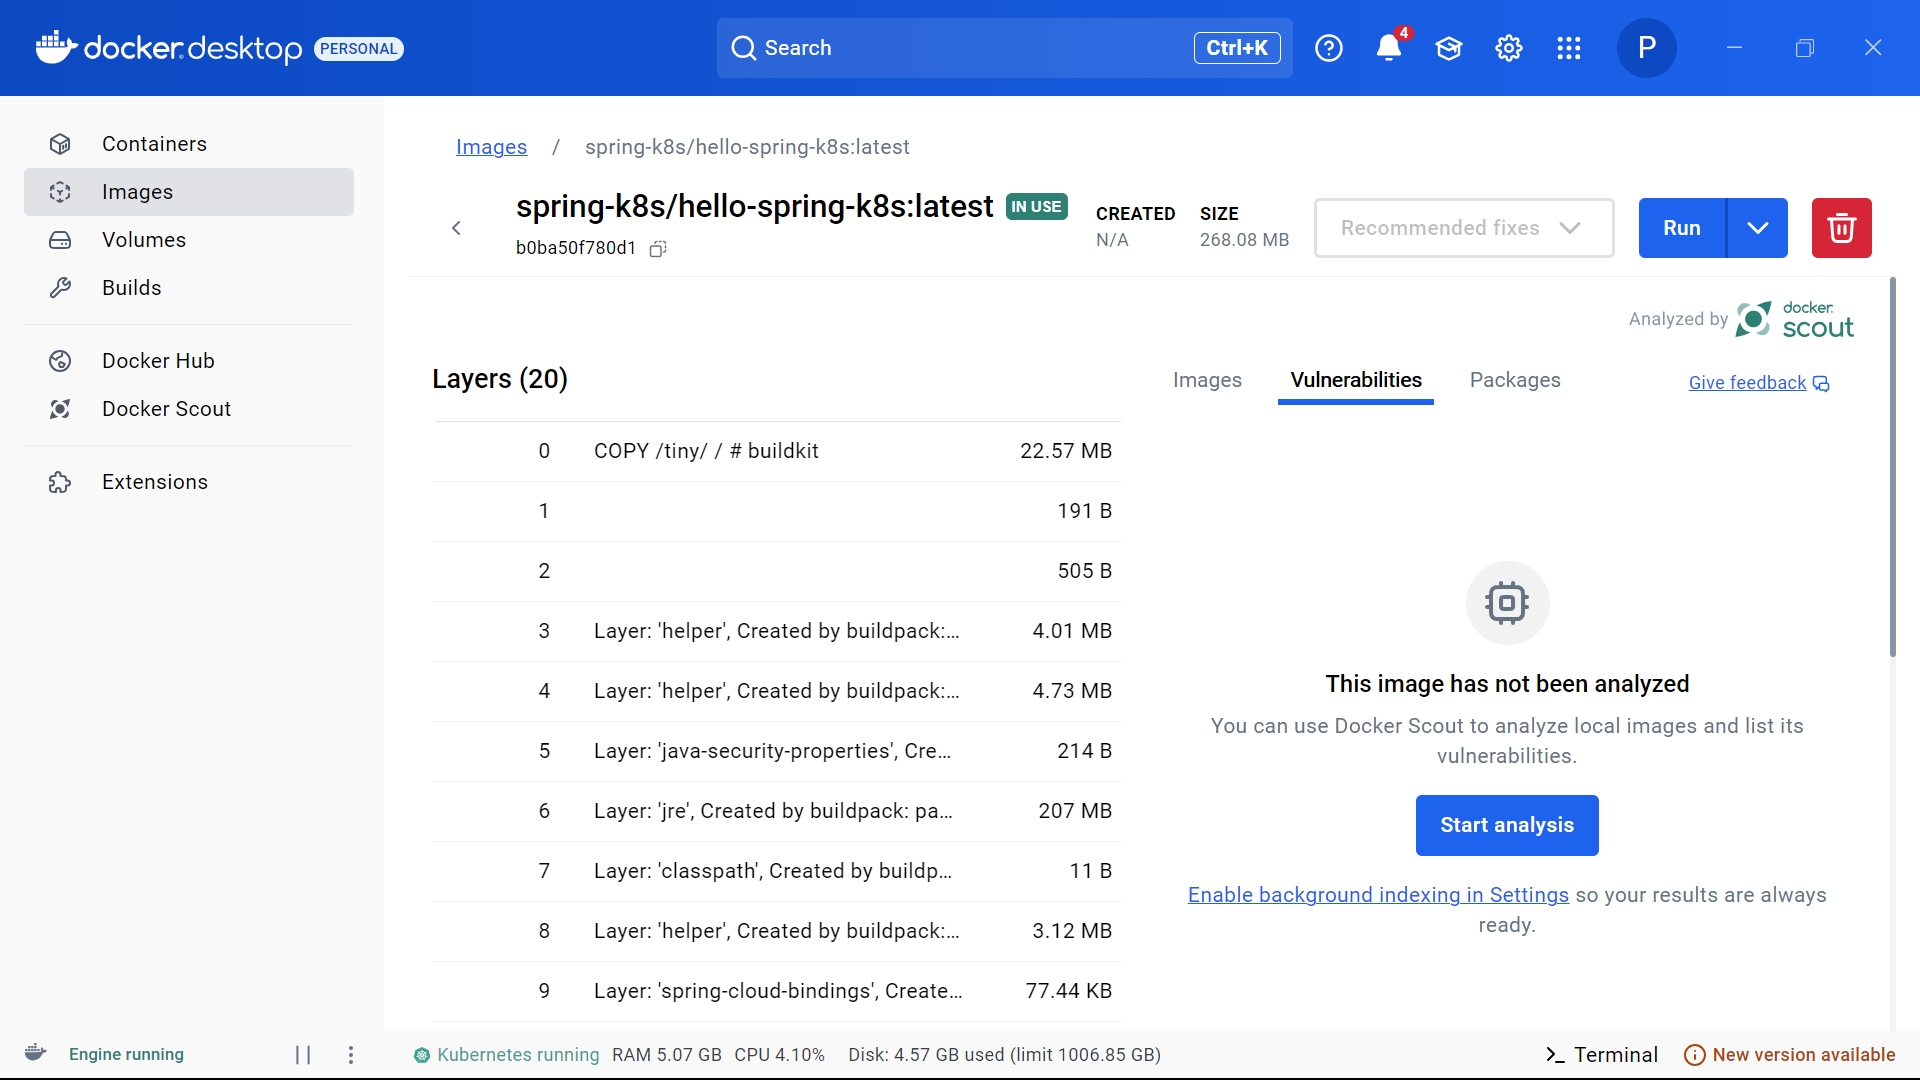 docker desktop PERSONAL
Search
Ctrl+K
4
P
Containers
Images
Volumes
Builds
Docker Hub
Docker Scout
Extensions
Images / spring-k8s/hello-spring-k8s:latest
spring-k8s/hello-spring-k8s:latest IN USE
b0ba50f780d1
CREATED
N/A
SIZE
268.08 MB
Recommended fixes
Run
Analyzed by docker scout
Layers (20)
0 COPY /tiny/ / # buildkit 22.57 MB
1 191 B
2 505 B
3 Layer: 'helper', Created by buildpack:... 4.01 MB
4 Layer: 'helper', Created by buildpack:... 4.73 MB
5 Layer: 'java-security-properties', Cre... 214 B
6 Layer: 'jre', Created by buildpack: pa... 207 MB
7 Layer: 'classpath', Created by buildp... 11 B
8 Layer: 'helper', Created by buildpack:... 3.12 MB
9 Layer: 'spring-cloud-bindings', Create... 77.44 KB
Images Vulnerabilities Packages
Give feedback
This image has not been analyzed
You can use Docker Scout to analyze local images and list its
vulnerabilities.
Start analysis
Enable background indexing in Settings so your results are always
ready.
Engine running
Kubernetes running RAM 5.07 GB CPU 4.10% Disk: 4.57 GB used (limit 1006.85 GB)
Terminal
New version available